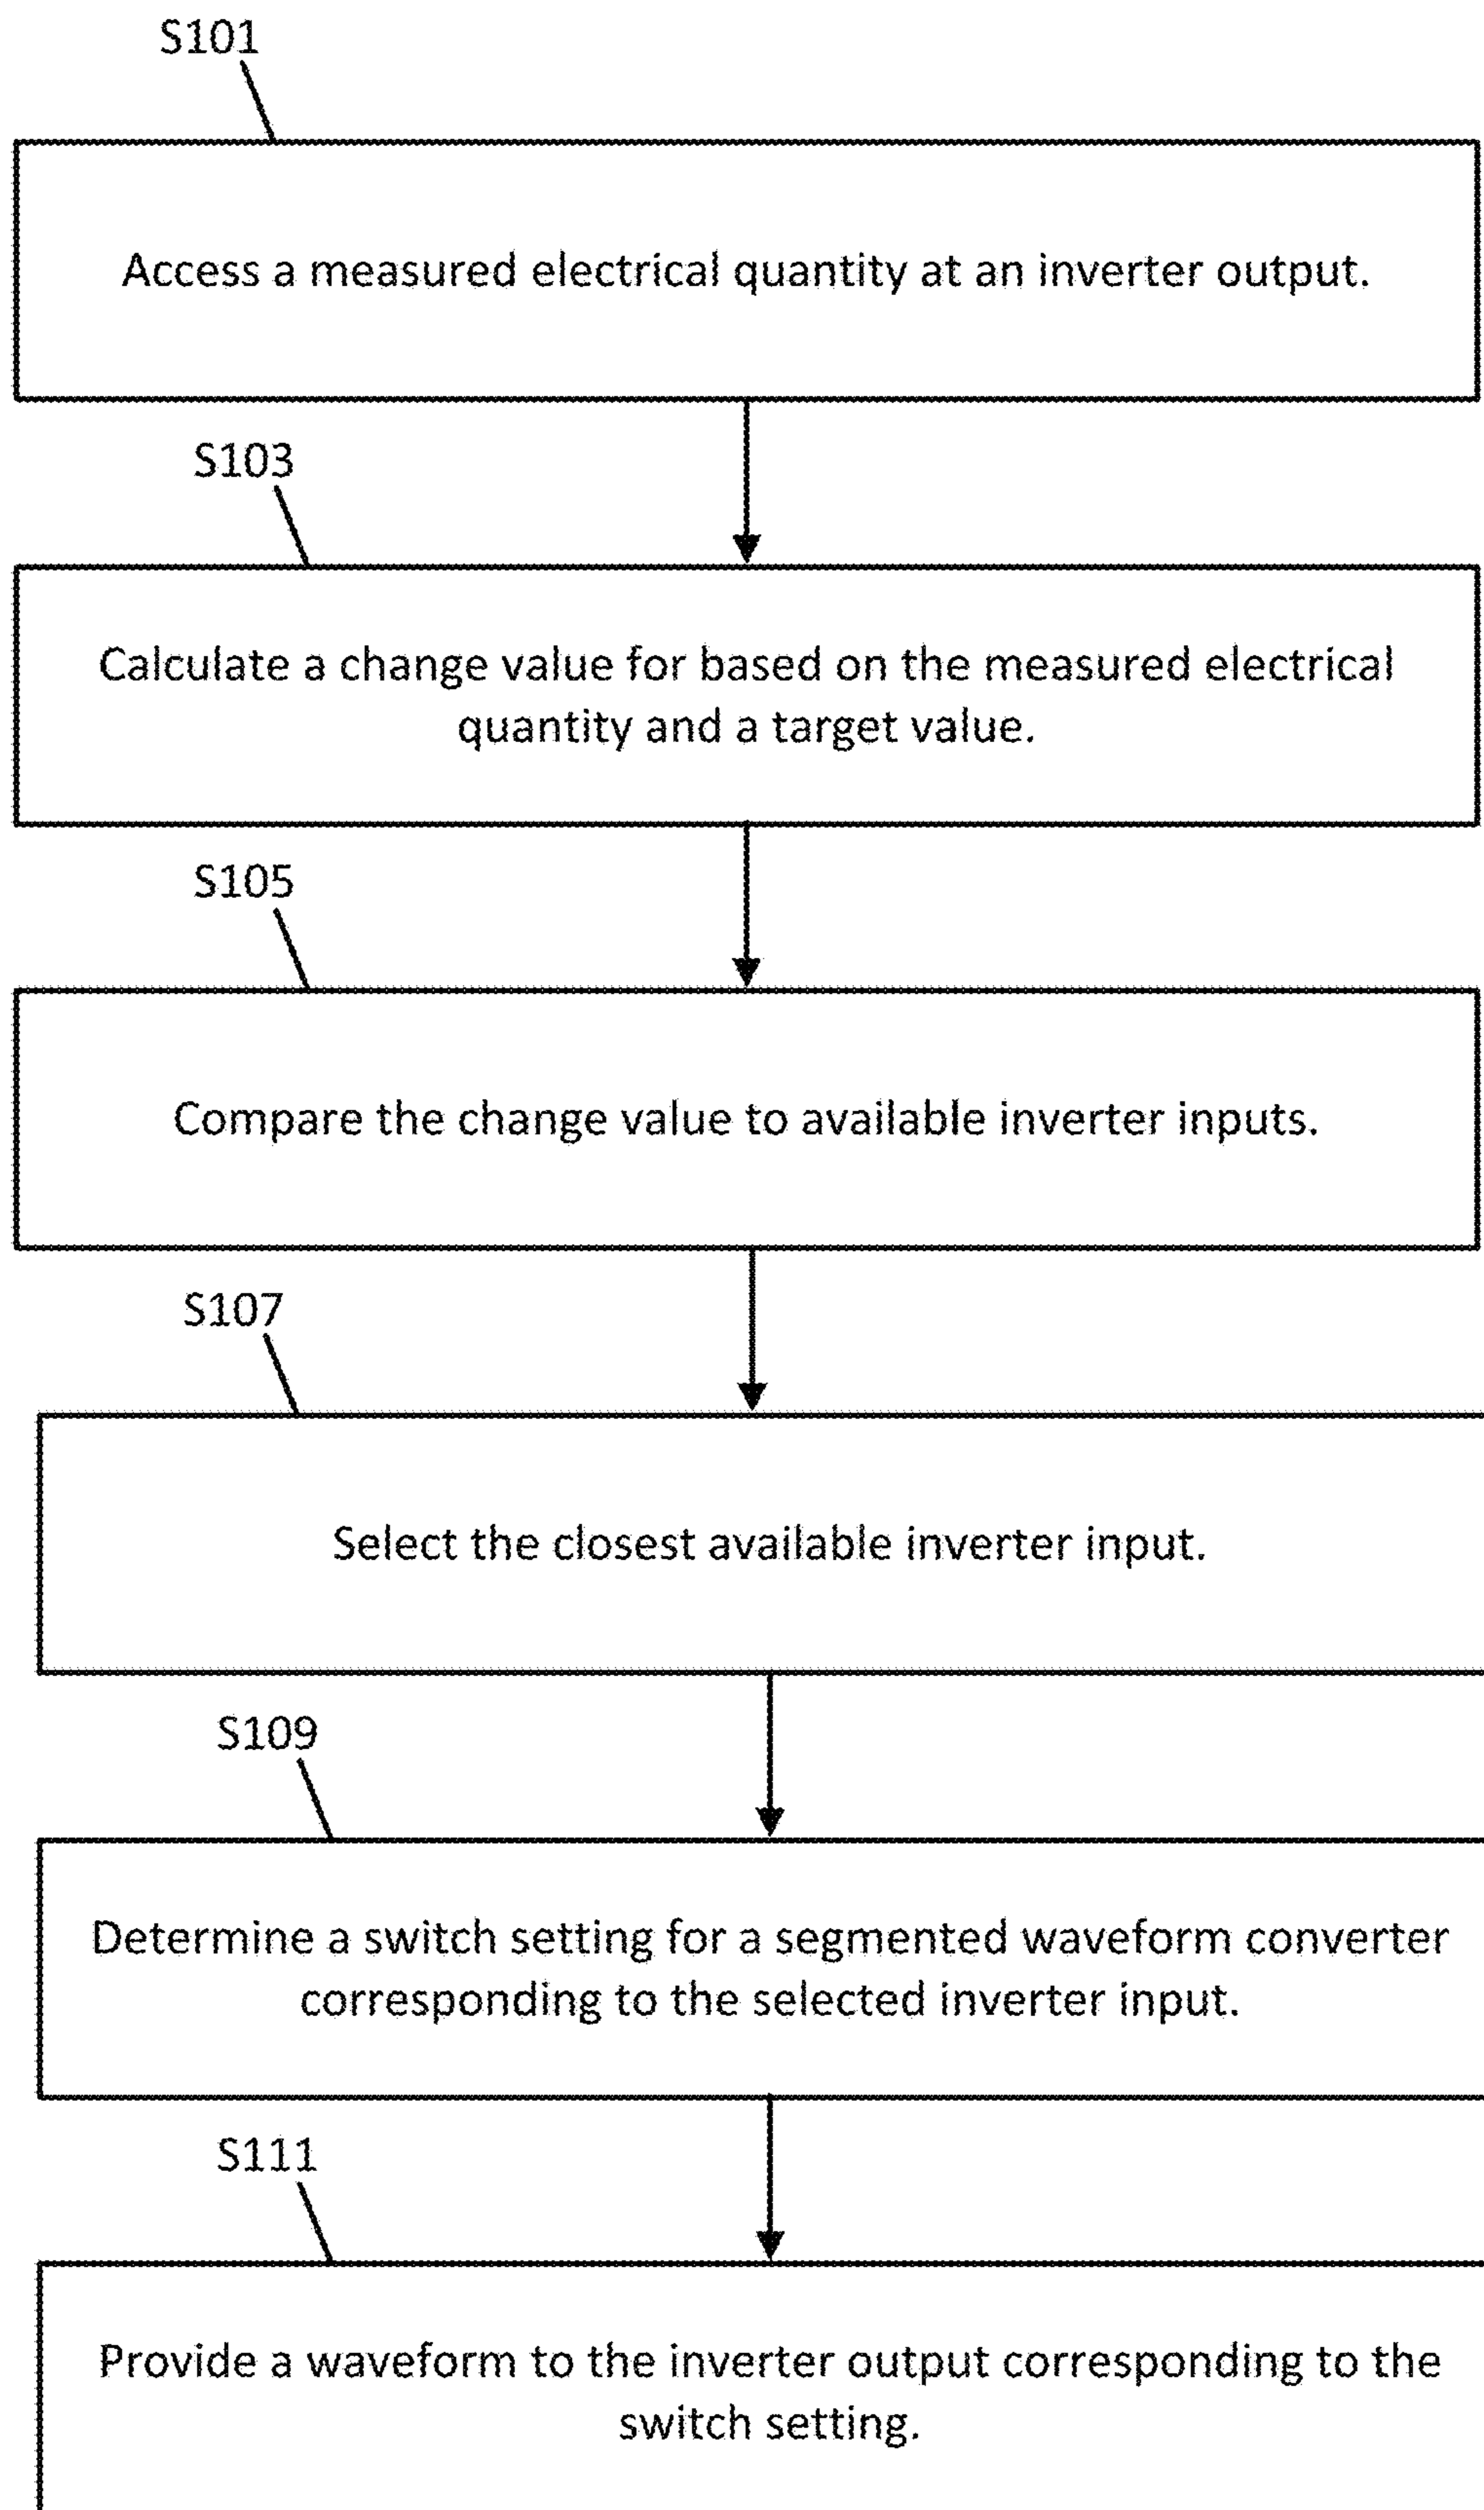 S101
Access a measured electrical quantity at an inverter output.
S103
Calculate a change value for based on the measured electrical
quantity and a target value.
S105
Compare the change value to available inverter inputs.
S107
Select the closest available inverter input.
S109
Determine a switch setting for a segmented waveform converter
corresponding to the selected inverter input.
S111
Provide a waveform to the inverter output corresponding to the
switch setting.